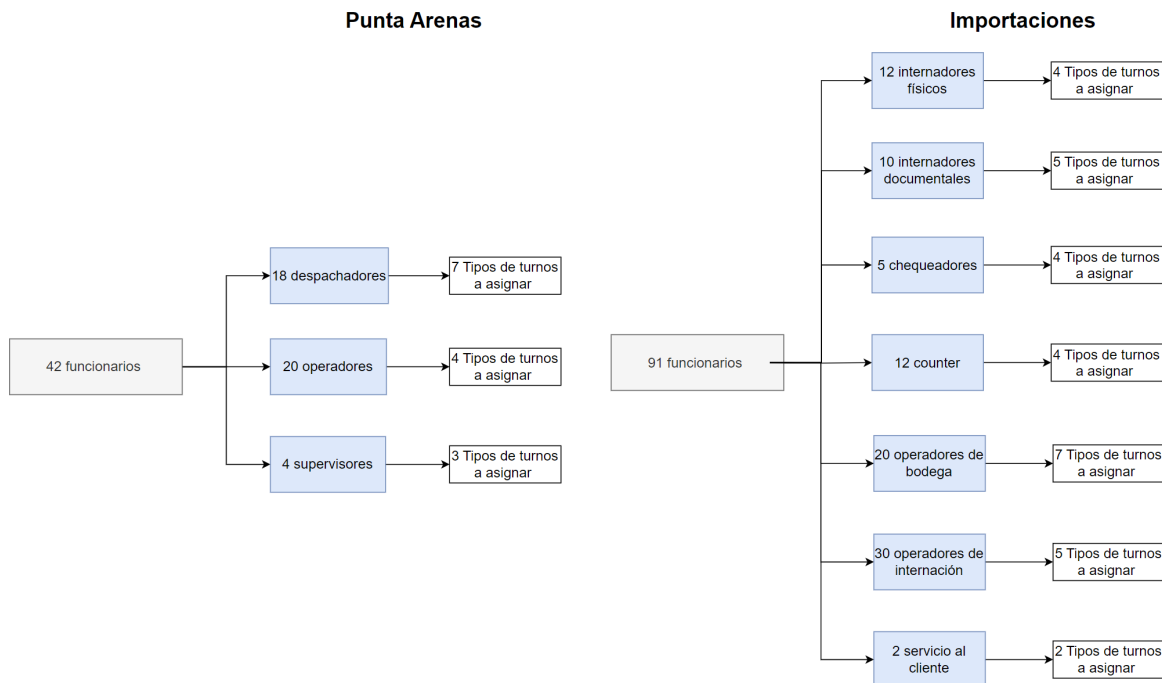 Punta Arenas
42 funcionarios
18 despachadores
7 Tipos de turnos
a asignar
20 operadores
4 Tipos de turnos
a asignar
4 supervisores
3 Tipos de turnos
a asignar
Importaciones
91 funcionarios
12 internadores
físicos
4 Tipos de turnos
a asignar
10 internadores
documentales
5 Tipos de turnos
a asignar
5 chequeadores
4 Tipos de turnos
a asignar
12 counter
4 Tipos de turnos
a asignar
20 operadores de
bodega
7 Tipos de turnos
a asignar
30 operadores de
internación
5 Tipos de turnos
a asignar
2 servicio al
cliente
2 Tipos de turnos
a asignar